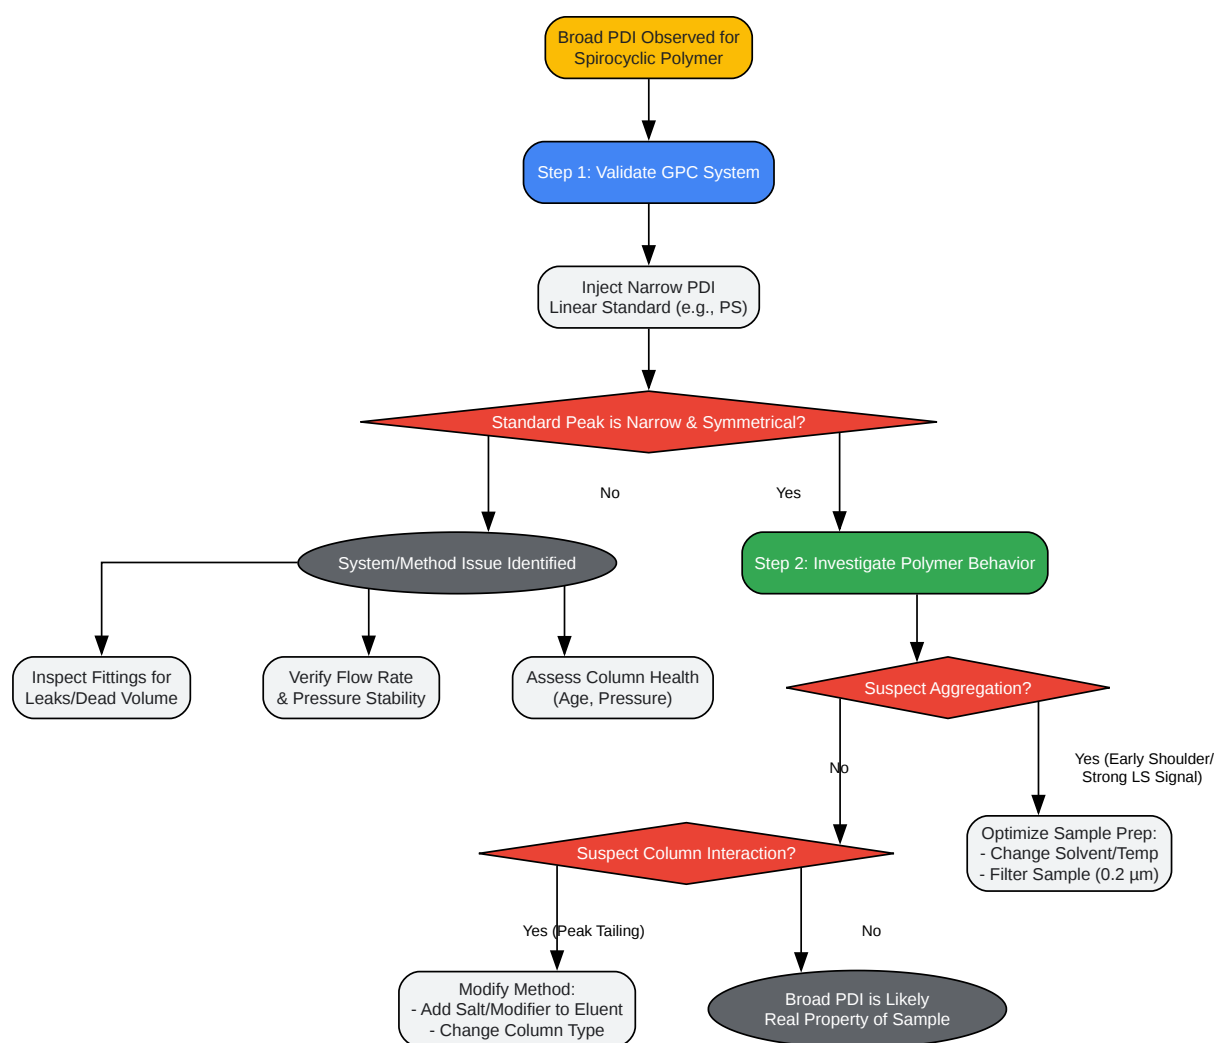 Broad PDI Observed for
Spirocyclic Polymer
Step 1: Validate GPC System
Inject Narrow PDI
Linear Standard (e.g., PS)
Standard Peak is Narrow & Symmetrical?
No
Yes
System/Method Issue Identified
Step 2: Investigate Polymer Behavior
Inspect Fittings for
Leaks/Dead Volume
Verify Flow Rate
& Pressure Stability
Assess Column Health
(Age, Pressure)
Suspect Aggregation?
No
Yes (Early Shoulder/
Strong LS Signal)
Suspect Column Interaction?
Optimize Sample Prep:
- Change Solvent/Temp
- Filter Sample (0.2 µm)
Yes (Peak Tailing)
No
Modify Method:
- Add Salt/Modifier to Eluent
- Change Column Type
Broad PDI is Likely
Real Property of Sample